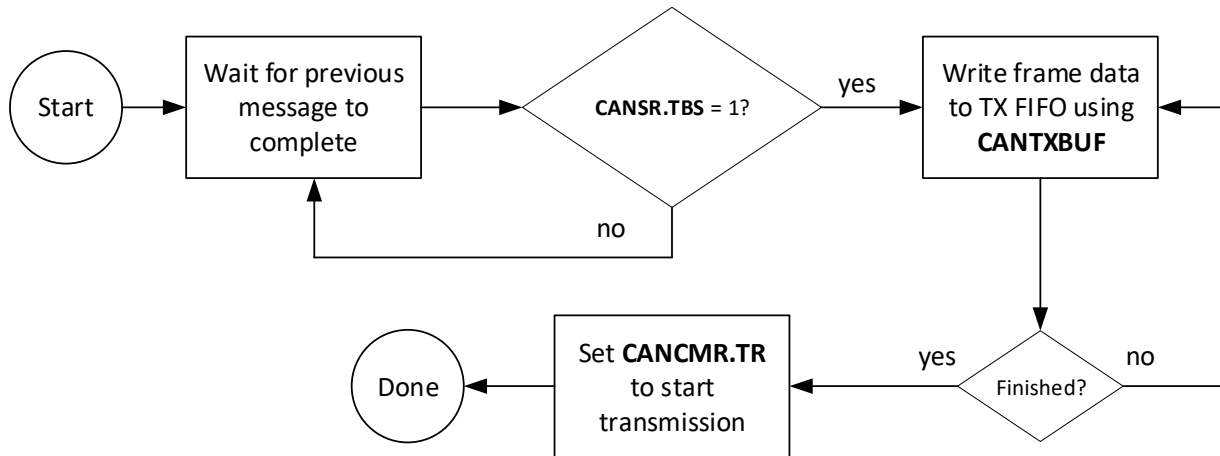 Start
Wait for previous
message to
complete
CANSR.TBS = 1?
yes
no
Write frame data
to TX FIFO using
CANTXBUF
Finished?
no
yes
Set CANCMR.TR
to start
transmission
Done